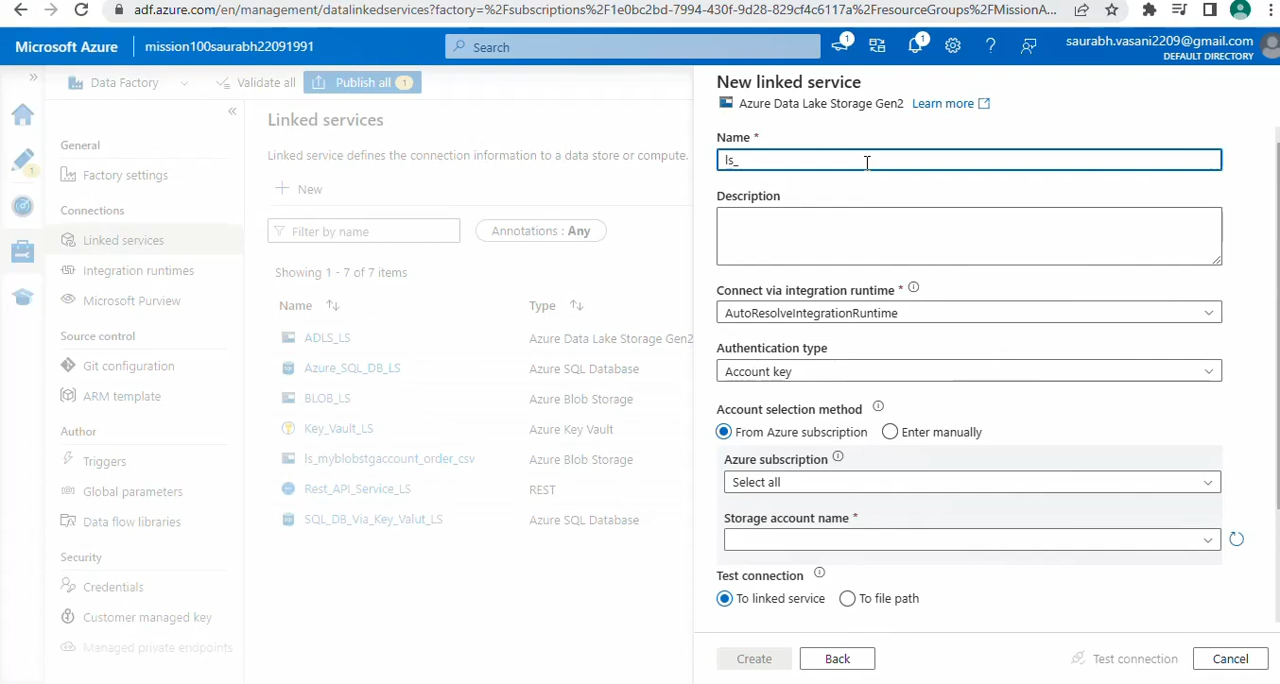 adf.azure.com/en/management/datalinkedservices?factory=%2Fsubscriptions%2F1e0bc2bd-7994-430f-9d28-829cf4c6117a%2FresourceGroups%2FMissionA...
Microsoft Azure mission100saurabh22091991 Search 1 1 saurabh.vasani2209@gmail.com
DEFAULT DIRECTORY
Data Factory Validate all Publish all 1
General
Factory settings
Connections
Linked services
Integration runtimes
Microsoft Purview
Source control
Git configuration
ARM template
Author
Triggers
Global parameters
Data flow libraries
Security
Credentials
Customer managed key
Managed private endpoints
1
Linked services
Linked service defines the connection information to a data store or compute.
New
Filter by name Annotations : Any
Showing 1 - 7 of 7 items
Name Type
ADLS_LS Azure Data Lake Storage Gen2
Azure_SQL_DB_LS Azure SQL Database
BLOB_LS Azure Blob Storage
Key_Vault_LS Azure Key Vault
ls_myblobstgaccount_order_csv Azure Blob Storage
Rest_API_Service_LS REST
SQL_DB_Via_Key_Valut_LS Azure SQL Database
New linked service
Azure Data Lake Storage Gen2 Learn more
Name *
ls_
Description
Connect via integration runtime *
AutoResolveIntegrationRuntime
Authentication type
Account key
Account selection method
From Azure subscription Enter manually
Azure subscription
Select all
Storage account name *
Test connection
To linked service To file path
Create Back Test connection Cancel